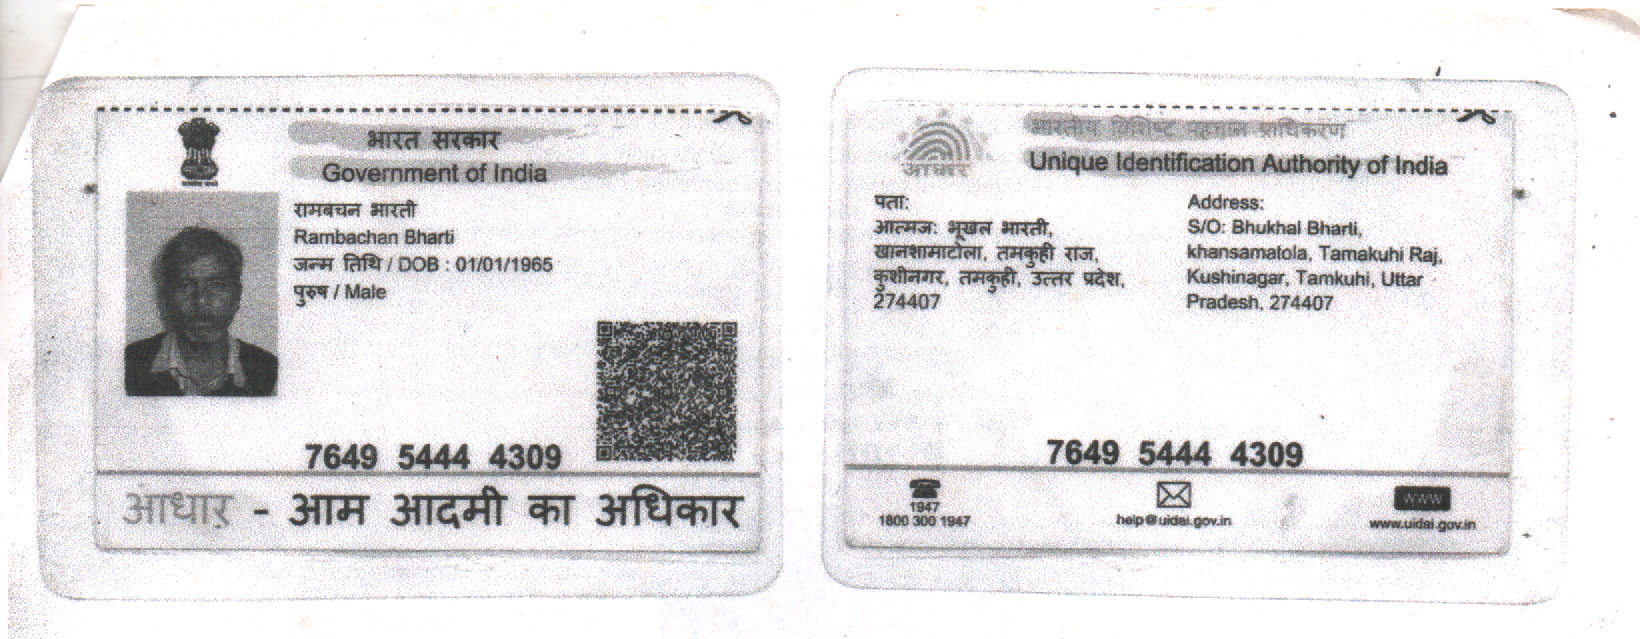 भारत सरकार
Government of India
रामबचन भारती
Rambachan Bharti
जन्म तिथि / DOB : 01/01/1965
पुरुष / Male
7649 5444 4309
आधार - आम आदमी का अधिकार
भारतीय विशिष्ट पहचान प्राधिकरण
Unique Identification Authority of India
आधार
पता:
आत्मज: भूखल भारती,
खानशामाटोला, तमकुही राज,
कुशीनगर, तमकुही, उत्तर प्रदेश,
274407
Address:
S/O: Bhukhal Bharti,
khansamatola, Tamakuhi Raj,
Kushinagar, Tamkuhi, Uttar
Pradesh, 274407
7649 5444 4309
1947
1800 300 1947
help@uidai.gov.in
WWW
www.uidai.gov.in